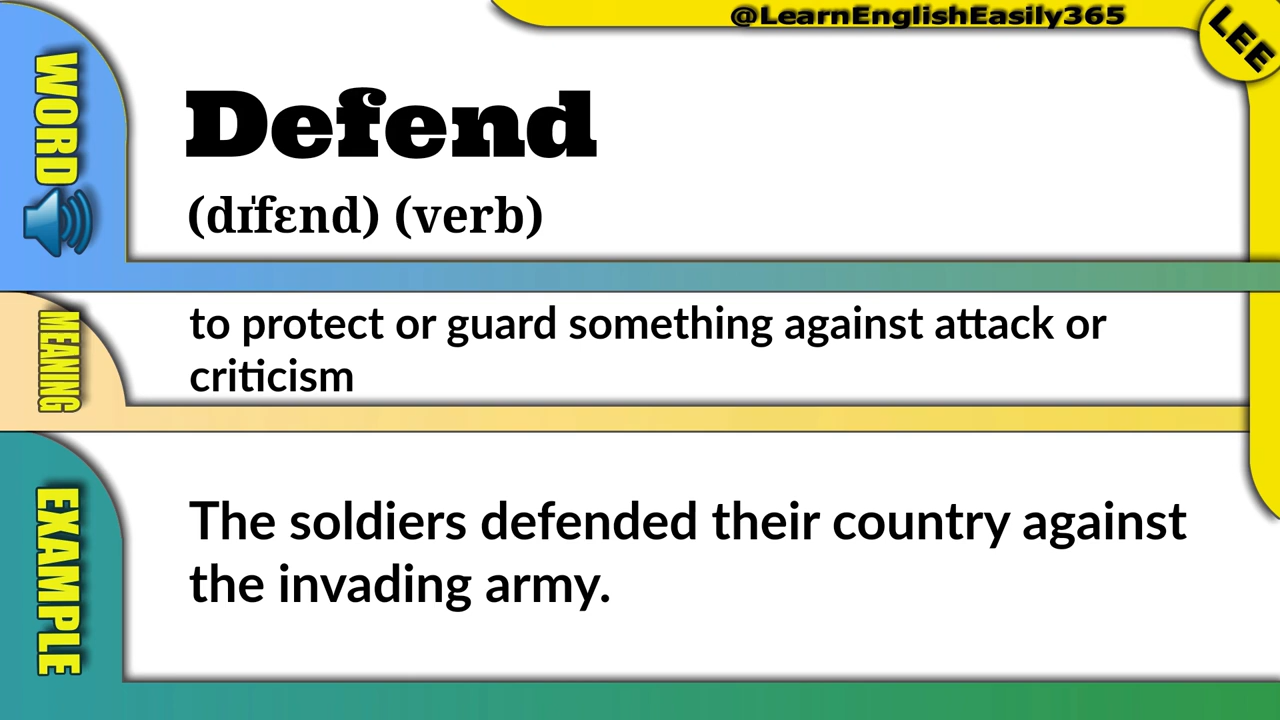 @LearnEnglishEasily365
LEE
WORD
Defend
(dɪˈfɛnd) (verb)
MEANING
to protect or guard something against attack or
criticism
EXAMPLE
The soldiers defended their country against
the invading army.